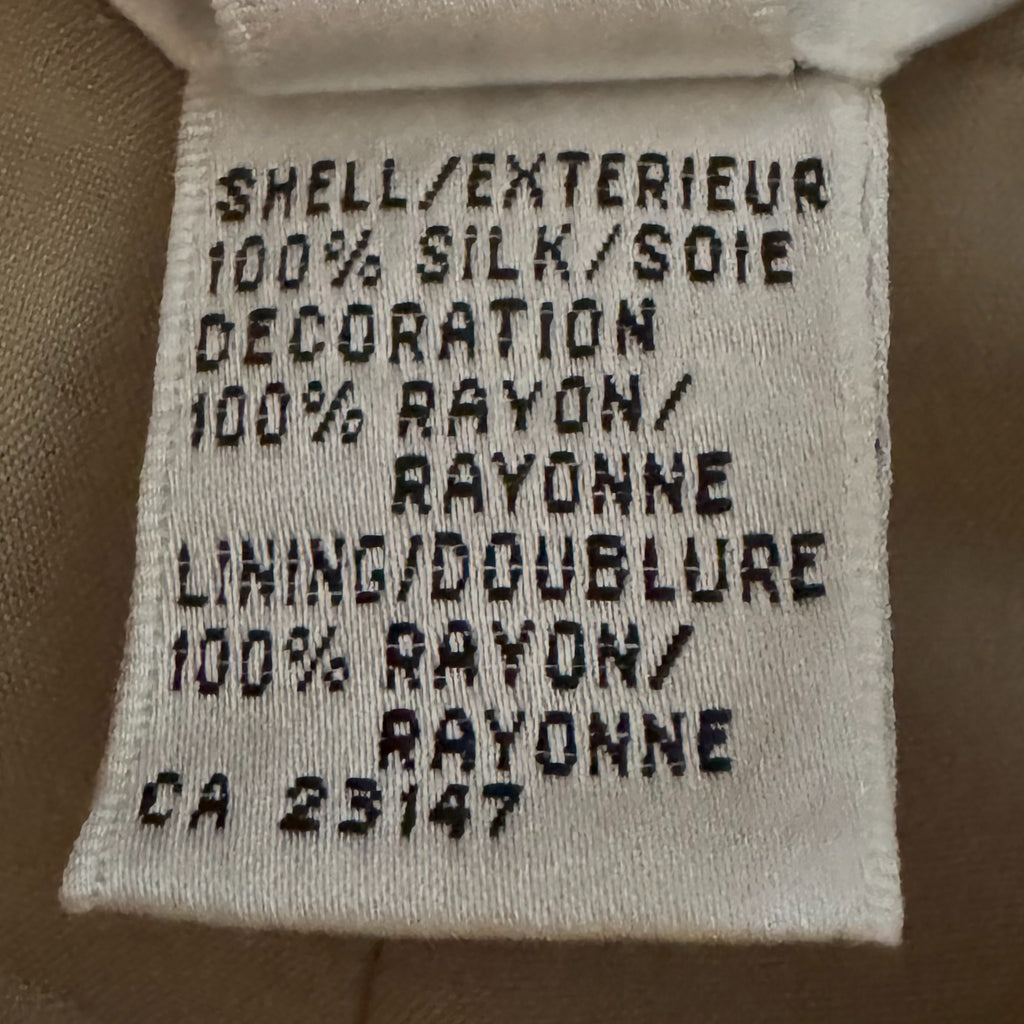 SHELL/EXTERIEUR
100% SILK/SOIE
DECORATION
100% RAYON/
RAYONNE
LINING/DOUBLURE
100% RAYON/
RAYONNE
CA 23147